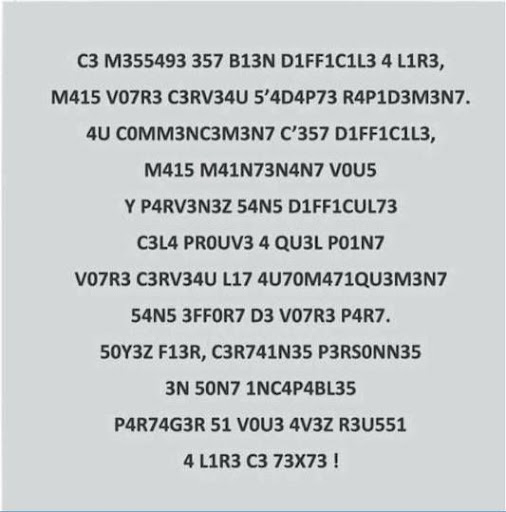 C3 M355493 357 B13N D1FF1C1L3 4 L1R3,
M415 V07R3 C3RV34U 5’4D4P73 R4P1D3M3N7.
4U C0MM3NC3M3N7 C’357 D1FF1C1L3,
M415 M41N73N4N7 V0U5
Y P4RV3N3Z 54N5 D1FF1CUL73
C3L4 PR0UV3 4 QU3L P01N7
V07R3 C3RV34U L17 4U70M471QU3M3N7
54N5 3FF0R7 D3 V07R3 P4R7.
50Y3Z F13R, C3R741N35 P3RS0NN35
3N 50N7 1NC4P4BL35
P4R74G3R 51 V0U3 4V3Z R3U551
4 L1R3 C3 73X73 !